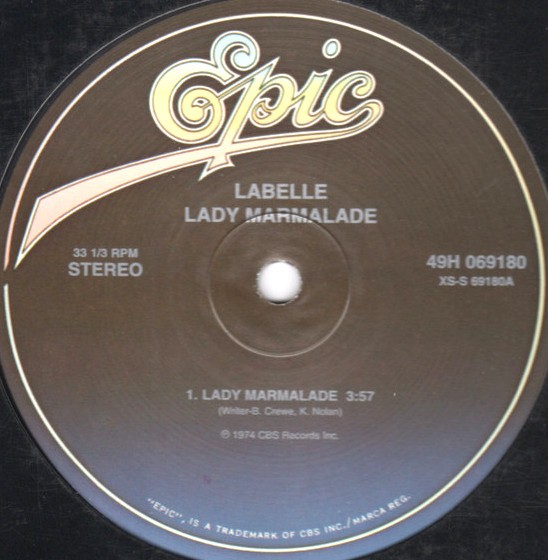 Epic
LABELLE
LADY MARMALADE
33 1/3 RPM
STEREO
49H 069180
XS-S 69180A
1. LADY MARMALADE 3:57
(Writer-B. Crewe, K. Nolan)
℗ 1974 CBS Records Inc.
"EPIC", IS A TRADEMARK OF CBS INC./MARCA REG.